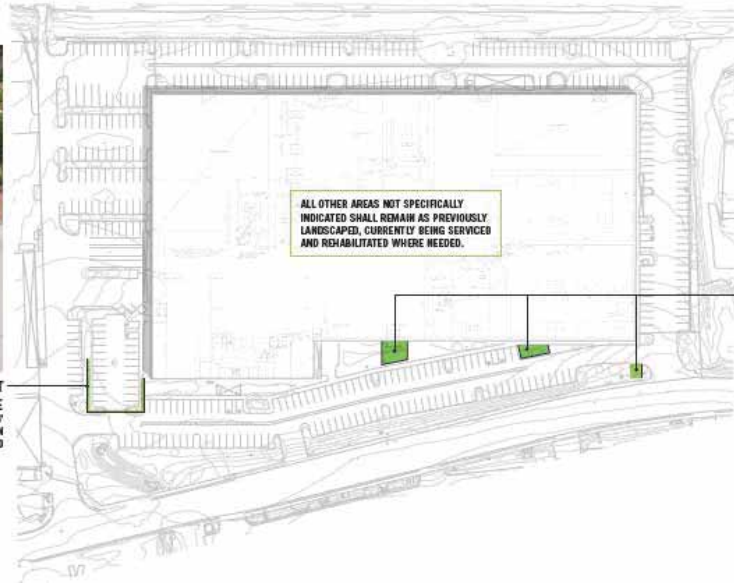 ALL OTHER AREAS NOT SPECIFICALLY
INDICATED SHALL REMAIN AS PREVIOUSLY
LANDSCAPED, CURRENTLY BEING SERVICED
AND REHABILITATED WHERE NEEDED.